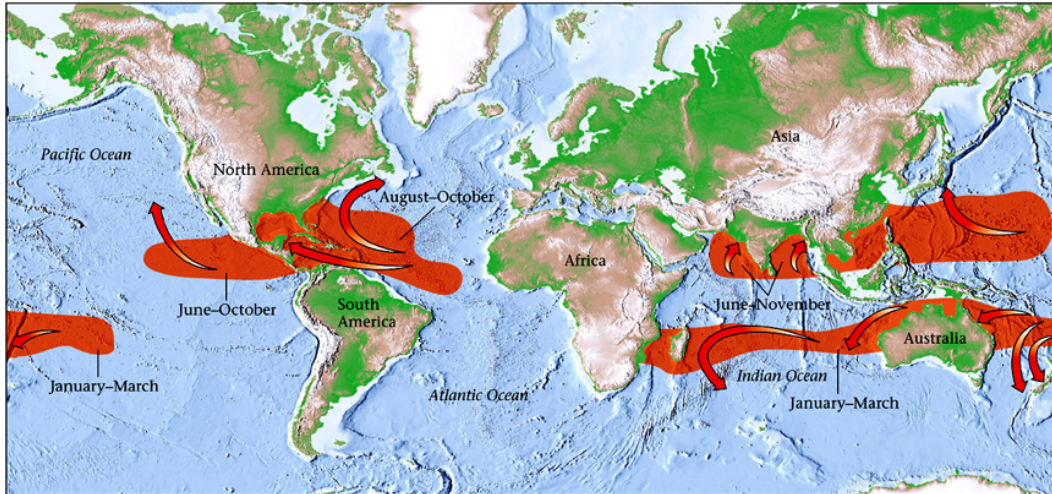 Asia
Pacific Ocean
North America
August–October
Africa
June–October
South
America
June–November
Australia
January–March
Indian Ocean
Atlantic Ocean
January–March